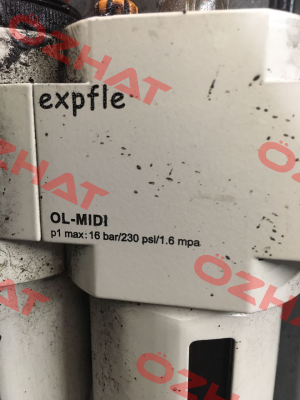 expfle
OL-MIDI
p1 max: 16 bar/230 psi/1.6 mpa
OZHAT
OZHAT
OZHAT
OZHAT
OZHAT